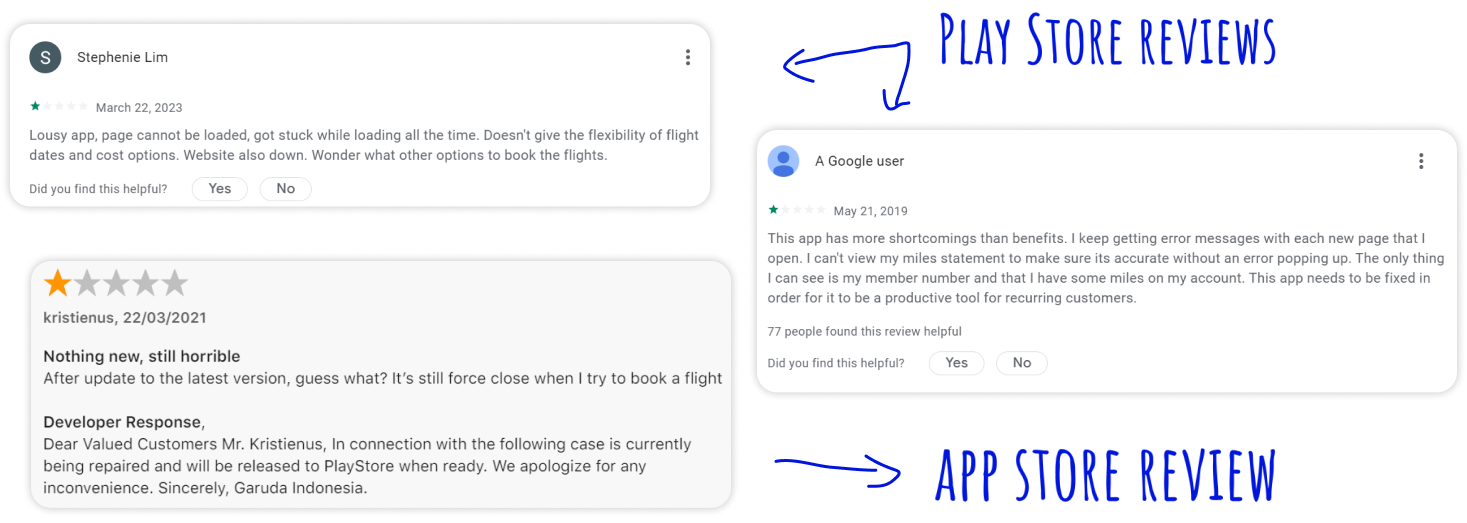 PLAY STORE REVIEWS
S
Stephenie Lim
March 22, 2023
Lousy app, page cannot be loaded, got stuck while loading all the time. Doesn't give the flexibility of flight
dates and cost options. Website also down. Wonder what other options to book the flights.
Did you find this helpful? Yes No
A Google user
May 21, 2019
This app has more shortcomings than benefits. I keep getting error messages with each new page that I
open. I can't view my miles statement to make sure its accurate without an error popping up. The only thing
I can see is my member number and that I have some miles on my account. This app needs to be fixed in
order for it to be a productive tool for recurring customers.
77 people found this review helpful
Did you find this helpful? Yes No
kristienus, 22/03/2021
Nothing new, still horrible
After update to the latest version, guess what? It's still force close when I try to book a flight
Developer Response,
Dear Valued Customers Mr. Kristienus, In connection with the following case is currently
being repaired and will be released to PlayStore when ready. We apologize for any
inconvenience. Sincerely, Garuda Indonesia.
APP STORE REVIEW